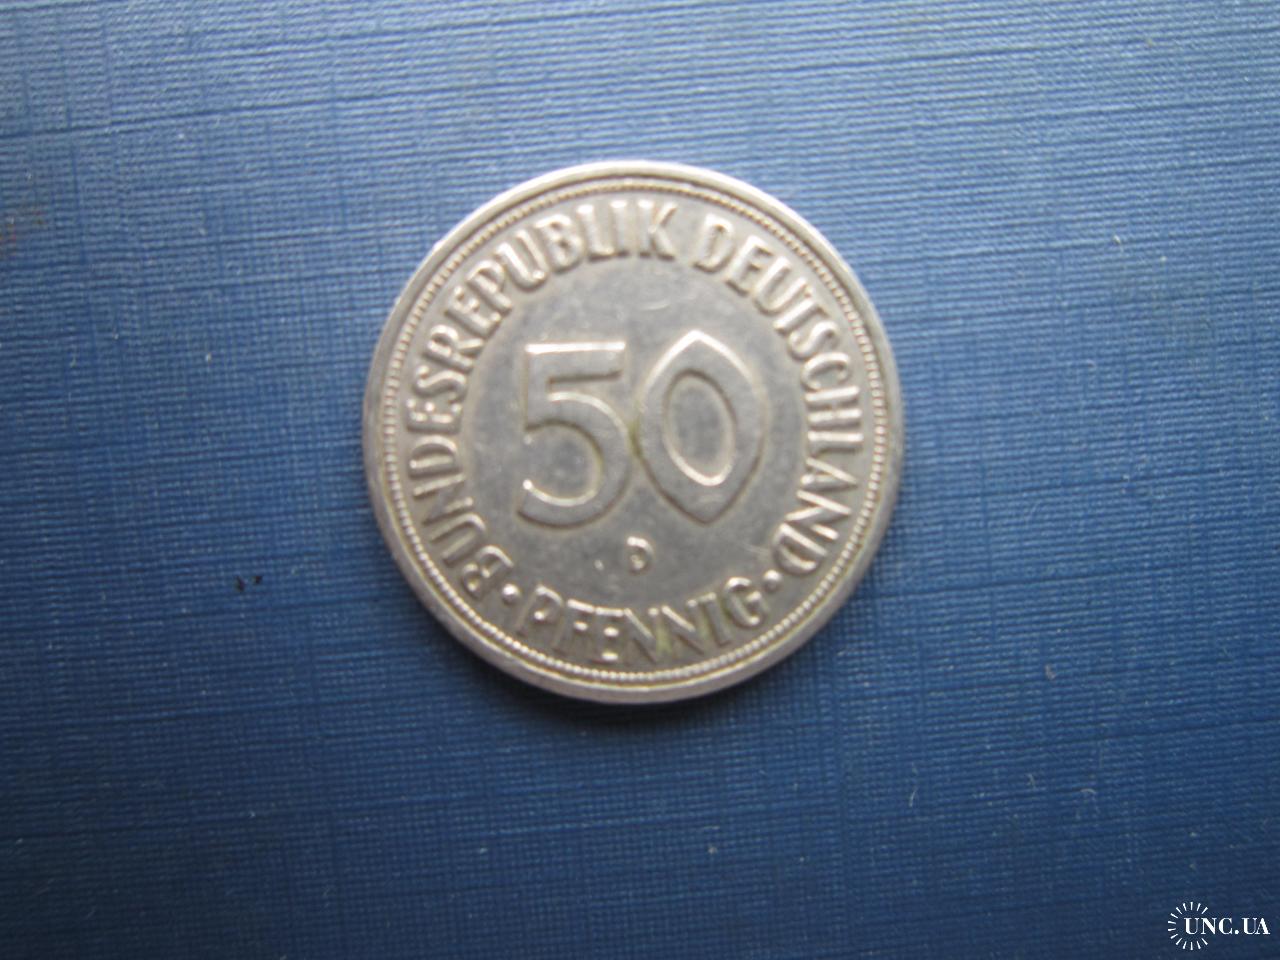 BUNDESREPUBLIK DEUTSCHLAND
50
D
• PFENNIG •
UNC.UA